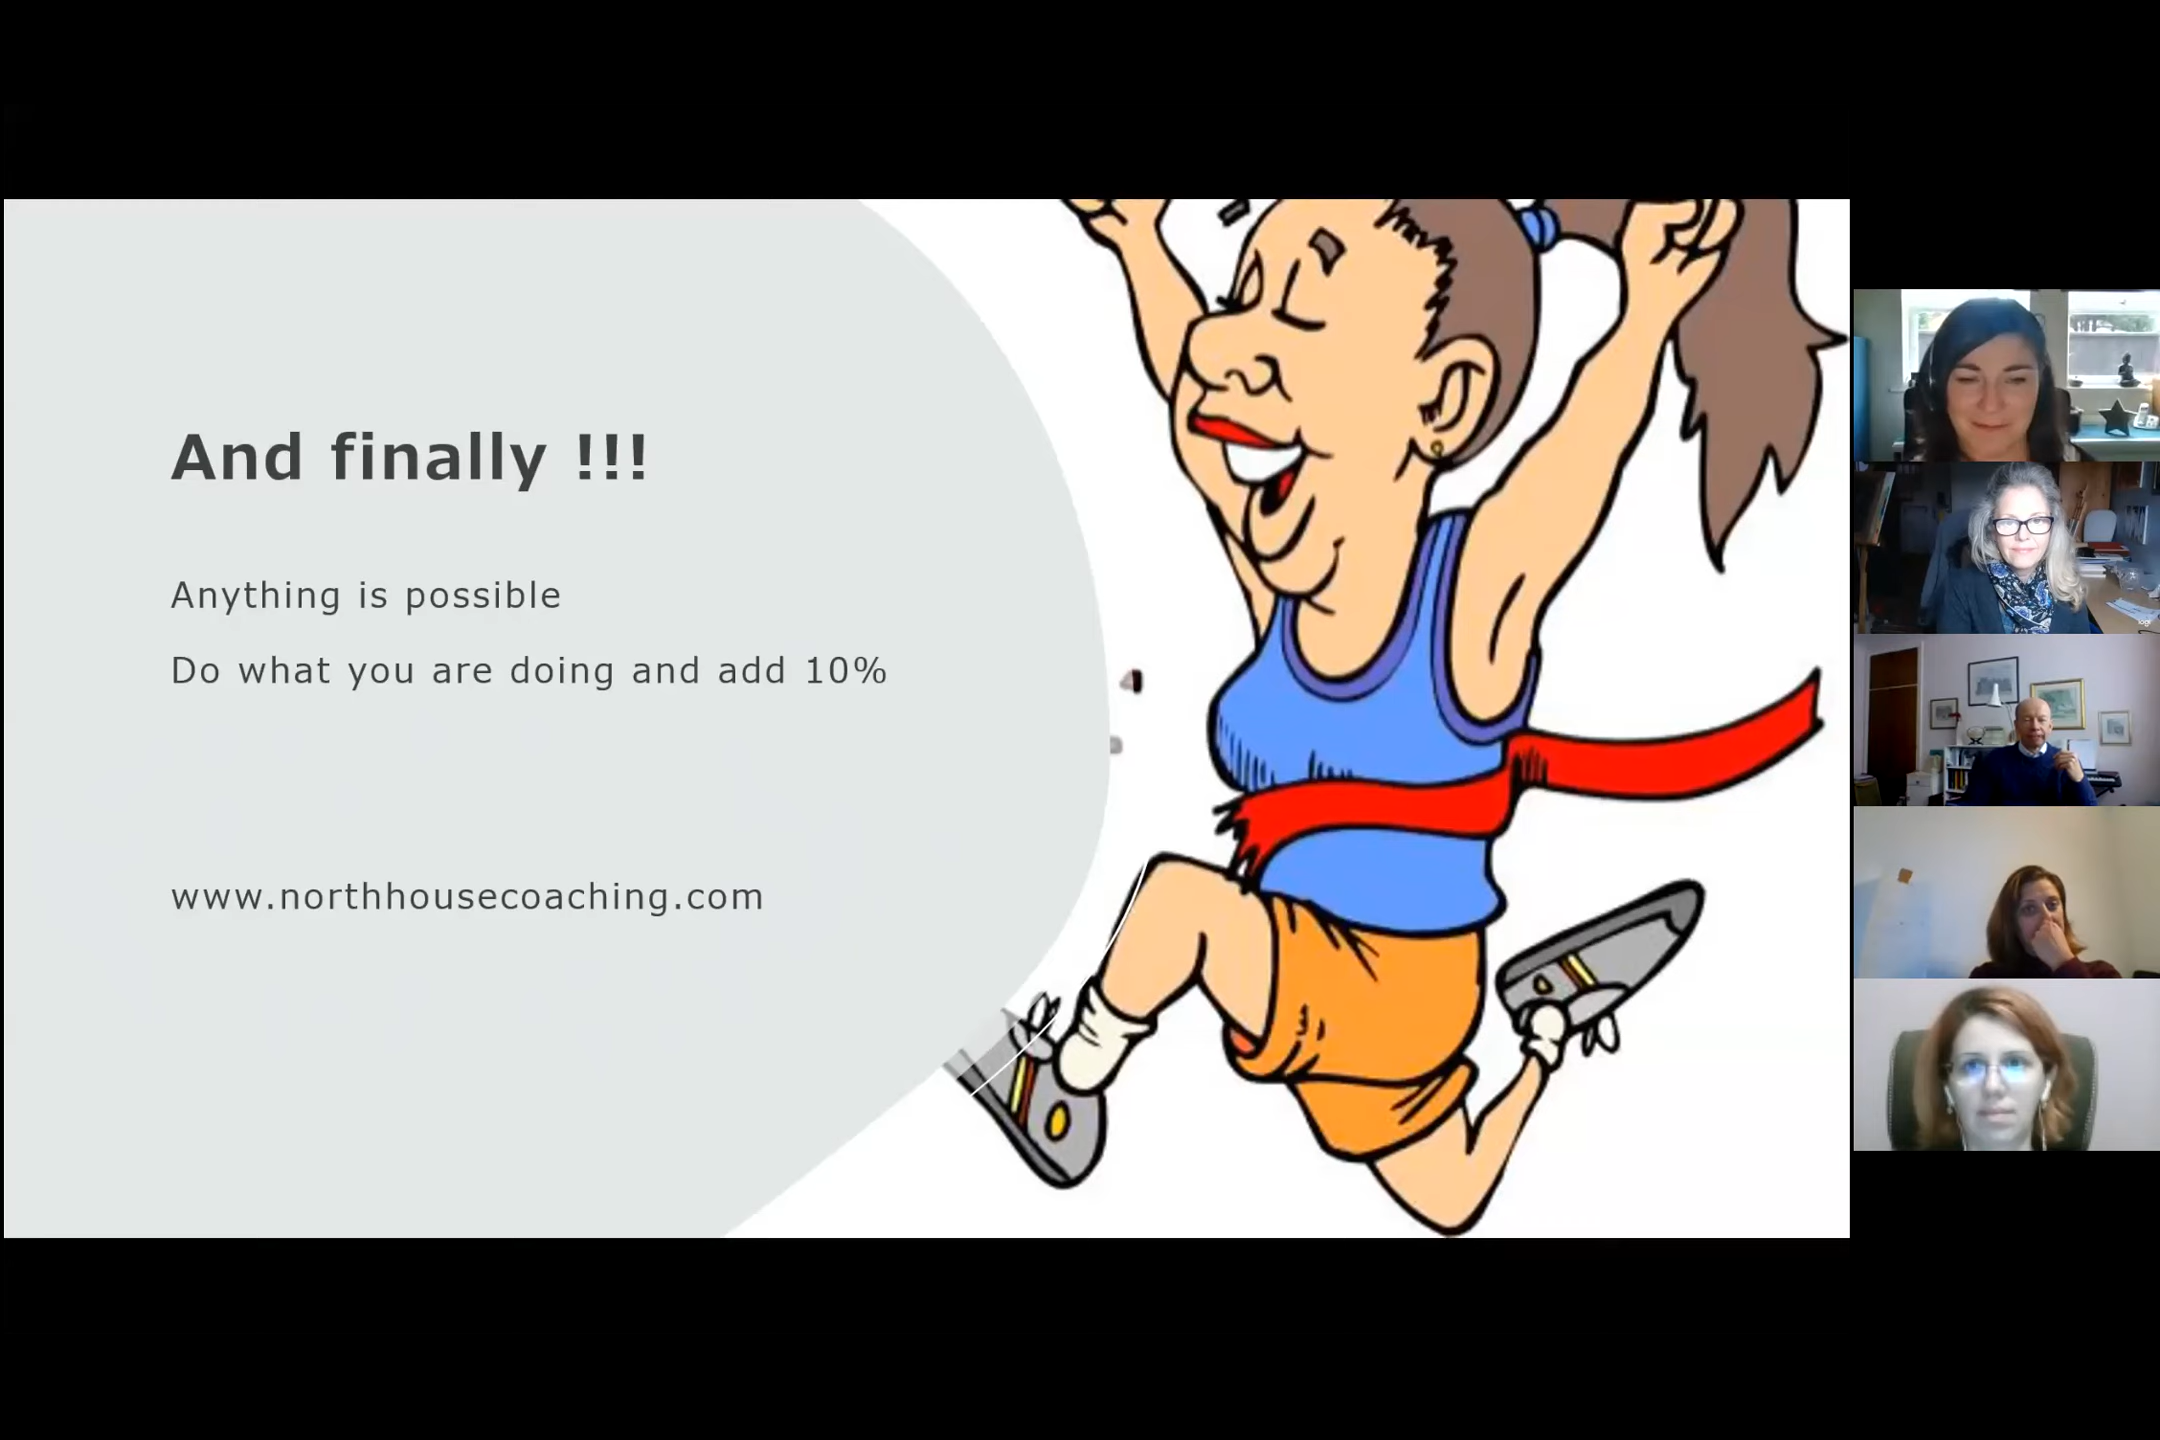 And finally !!!
Anything is possible
Do what you are doing and add 10%
www.northhousecoaching.com